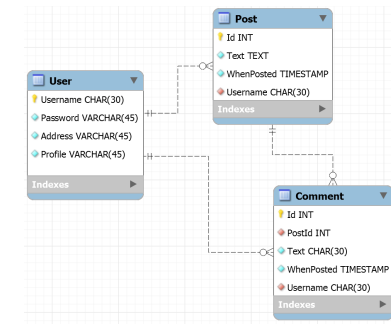 Post
Id INT
Text TEXT
WhenPosted TIMESTAMP
Username CHAR(30)
Indexes
User
Username CHAR(30)
Password VARCHAR(45)
Address VARCHAR(45)
Profile VARCHAR(45)
Indexes
Comment
Id INT
PostId INT
Text CHAR(30)
WhenPosted TIMESTAMP
Username CHAR(30)
Indexes